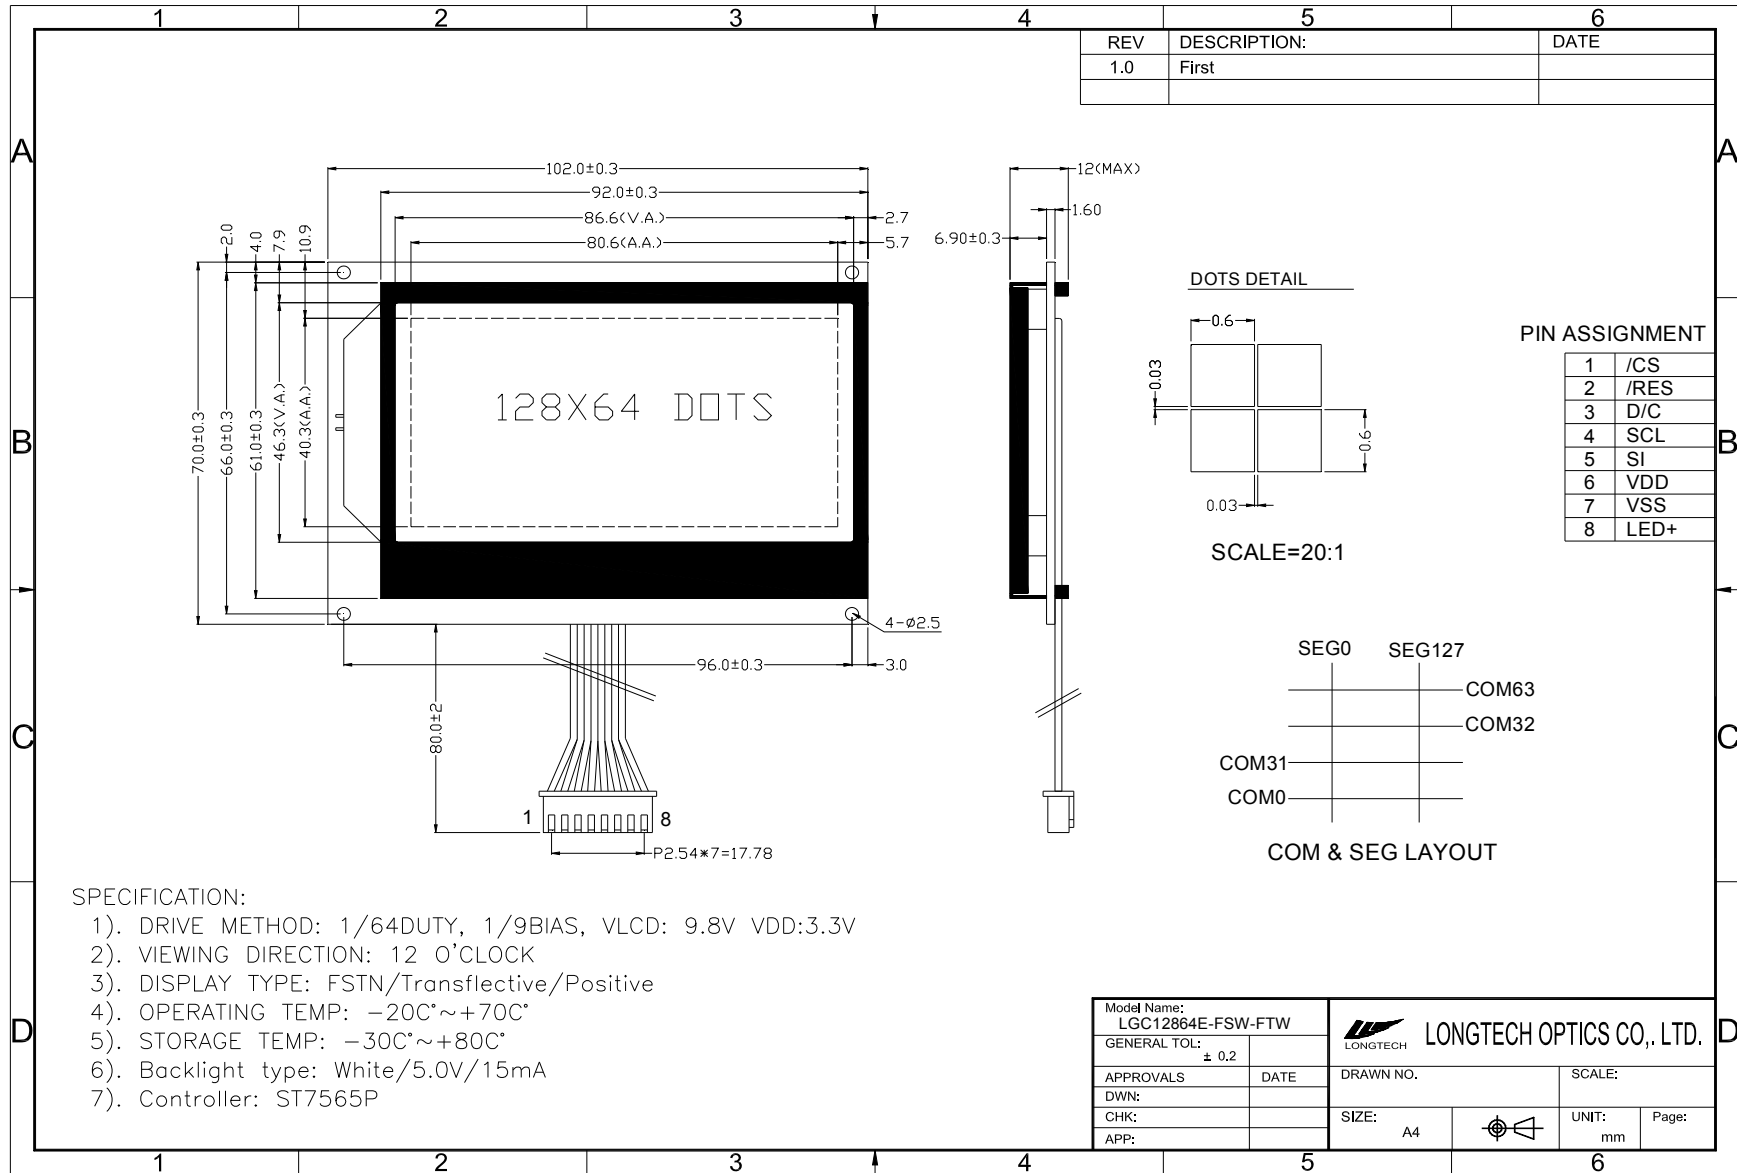 1 2 3 4 5 6
REV DESCRIPTION: DATE
1.0 First
A A
102.0±0.3
12(MAX)
92.0±0.3
86.6(V.A.) 2.7
1.60
80.6(A.A.) 5.7
6.90±0.3
2.0
4.0
7.9
10.9
70.0±0.3
66.0±0.3
61.0±0.3
46.3(V.A.)
40.3(A.A.)
128X64 DOTS
DOTS DETAIL
0.6
0.03
0.6
0.03
SCALE=20:1
PIN ASSIGNMENT
1 /CS
2 /RES
3 D/C
4 SCL
5 SI
6 VDD
7 VSS
8 LED+
B B
4-Ø2.5
96.0±0.3 3.0
80.0±2
1 8
P2.54*7=17.78
SEG0 SEG127
COM63
COM32
COM31
COM0
COM & SEG LAYOUT
C C
SPECIFICATION:
1). DRIVE METHOD: 1/64DUTY, 1/9BIAS, VLCD: 9.8V VDD:3.3V
2). VIEWING DIRECTION: 12 O'CLOCK
3). DISPLAY TYPE: FSTN/Transflective/Positive
4). OPERATING TEMP: -20C°~+70C°
5). STORAGE TEMP: -30C°~+80C°
6). Backlight type: White/5.0V/15mA
7). Controller: ST7565P
D D
Model Name:
LGC12864E-FSW-FTW
GENERAL TOL:
± 0.2
APPROVALS DATE
DWN:
CHK:
APP:
LONGTECH
LONGTECH OPTICS CO,. LTD.
DRAWN NO. SCALE:
SIZE: A4
UNIT: mm
Page:
1 2 3 4 5 6